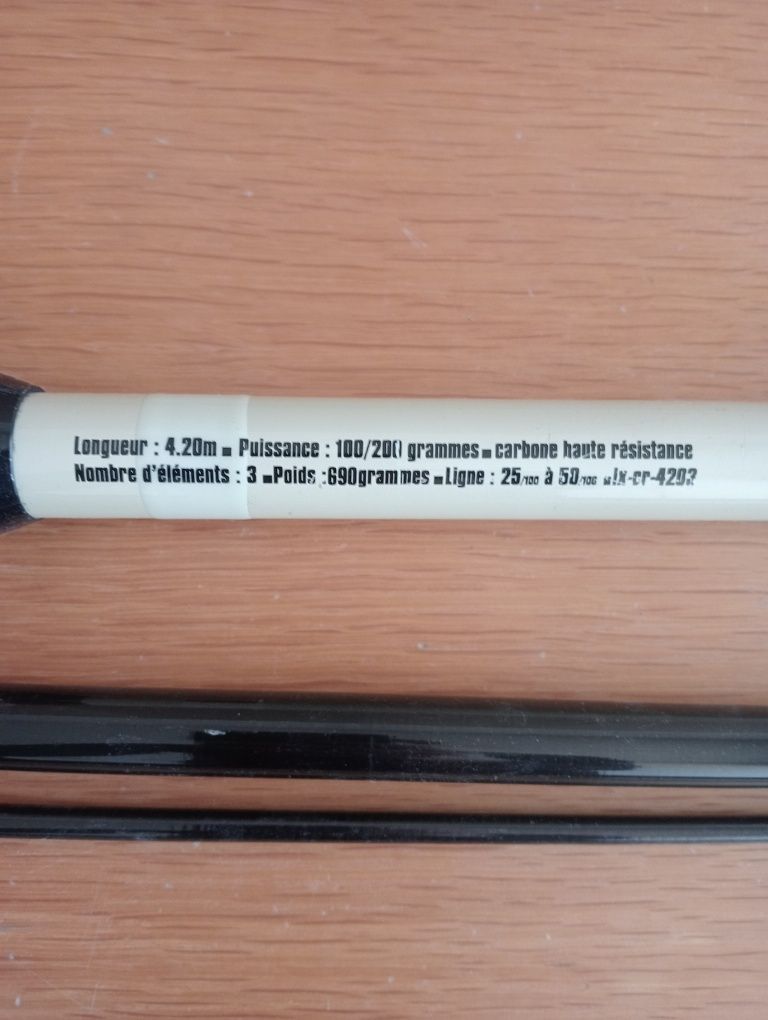 Longueur : 4.20m ■ Puissance : 100/200 grammes ■ carbone haute résistance
Nombre d'éléments : 3 ■ Poids : 690grammes ■ Ligne : 25/100 à 50/100 ■